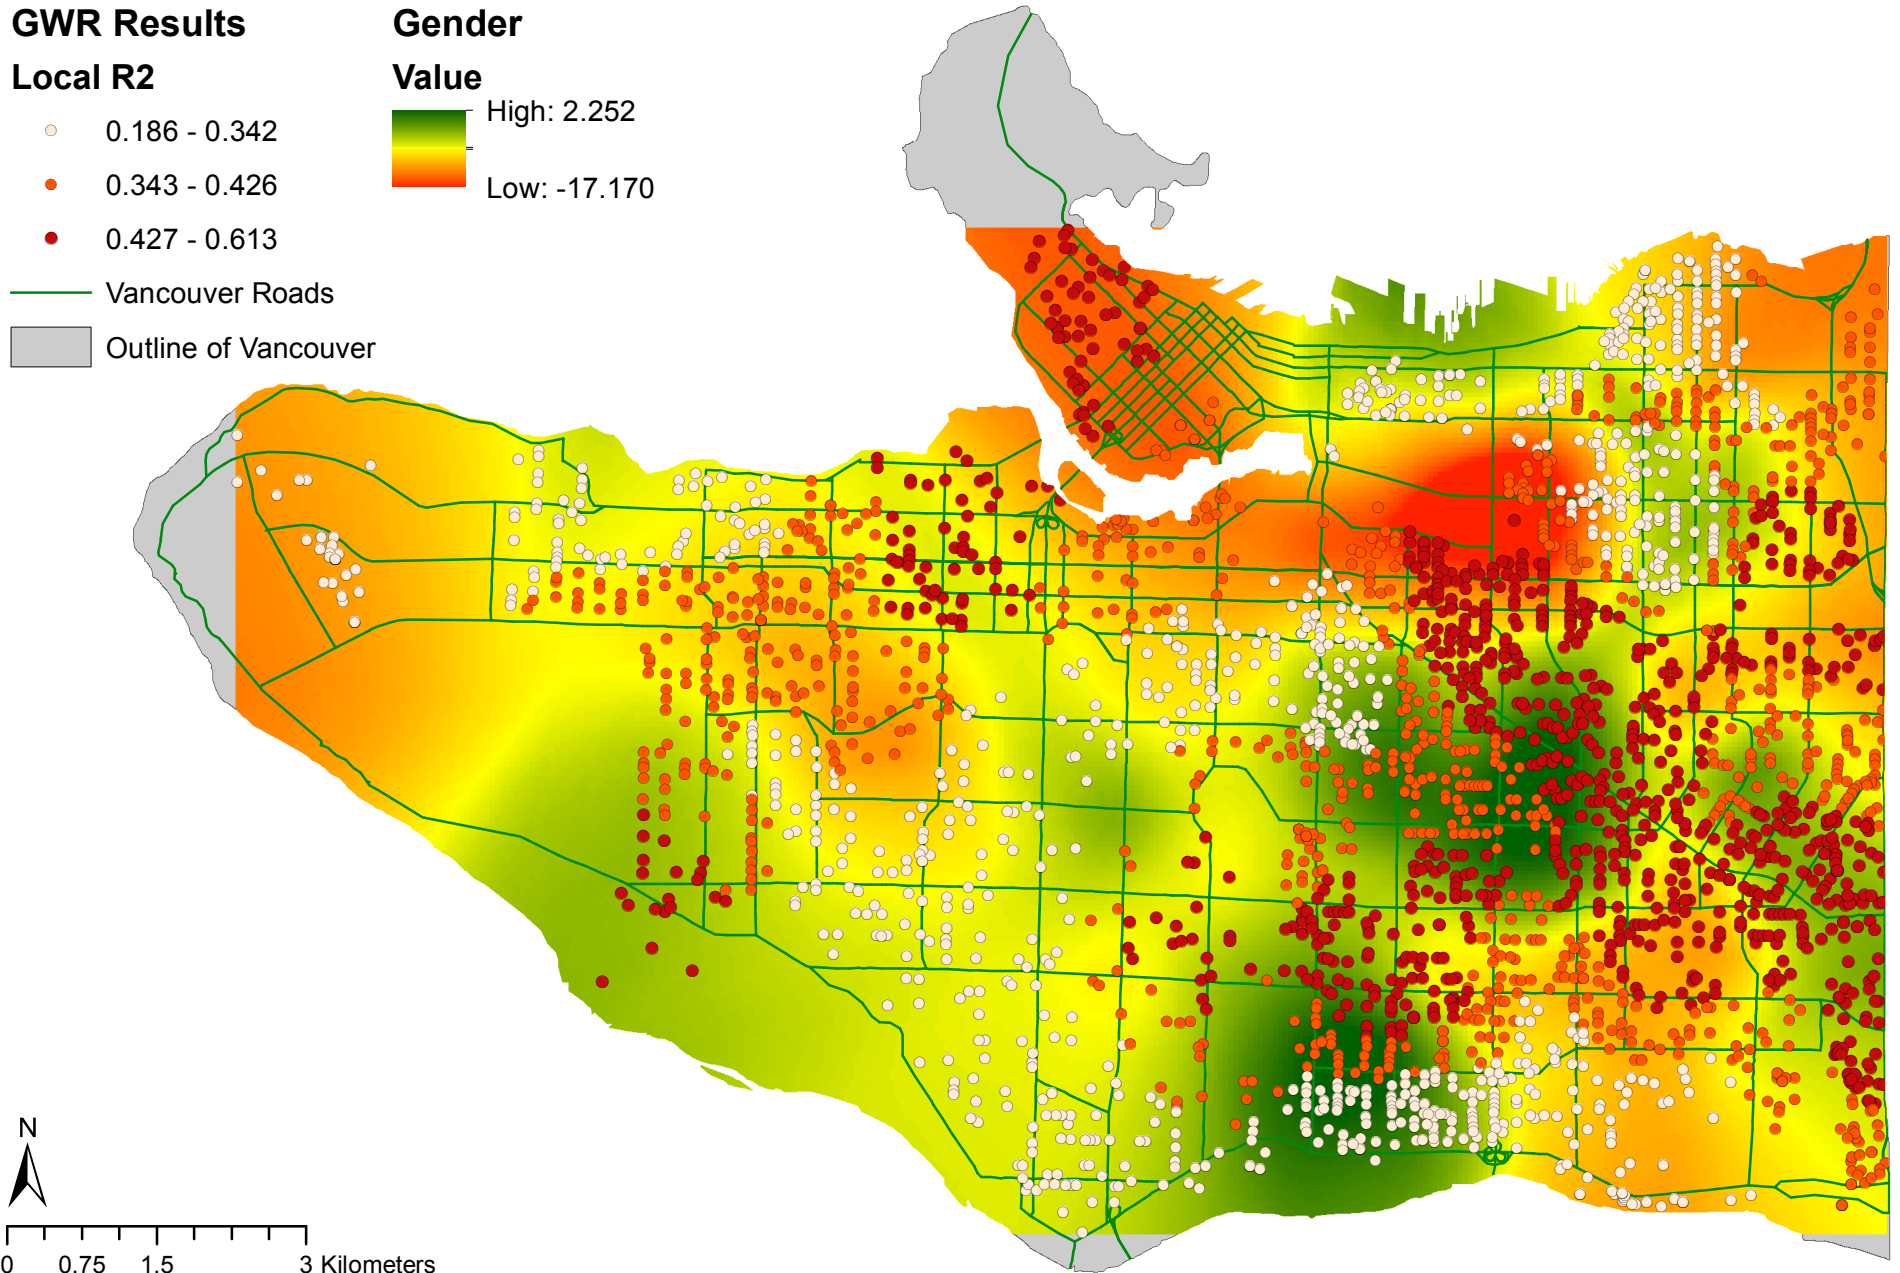 GWR Results
Local R2
0.186 - 0.342
0.343 - 0.426
0.427 - 0.613
Vancouver Roads
Outline of Vancouver
Gender
Value
High: 2.252
Low: -17.170
N
0 0.75 1.5 3 Kilometers